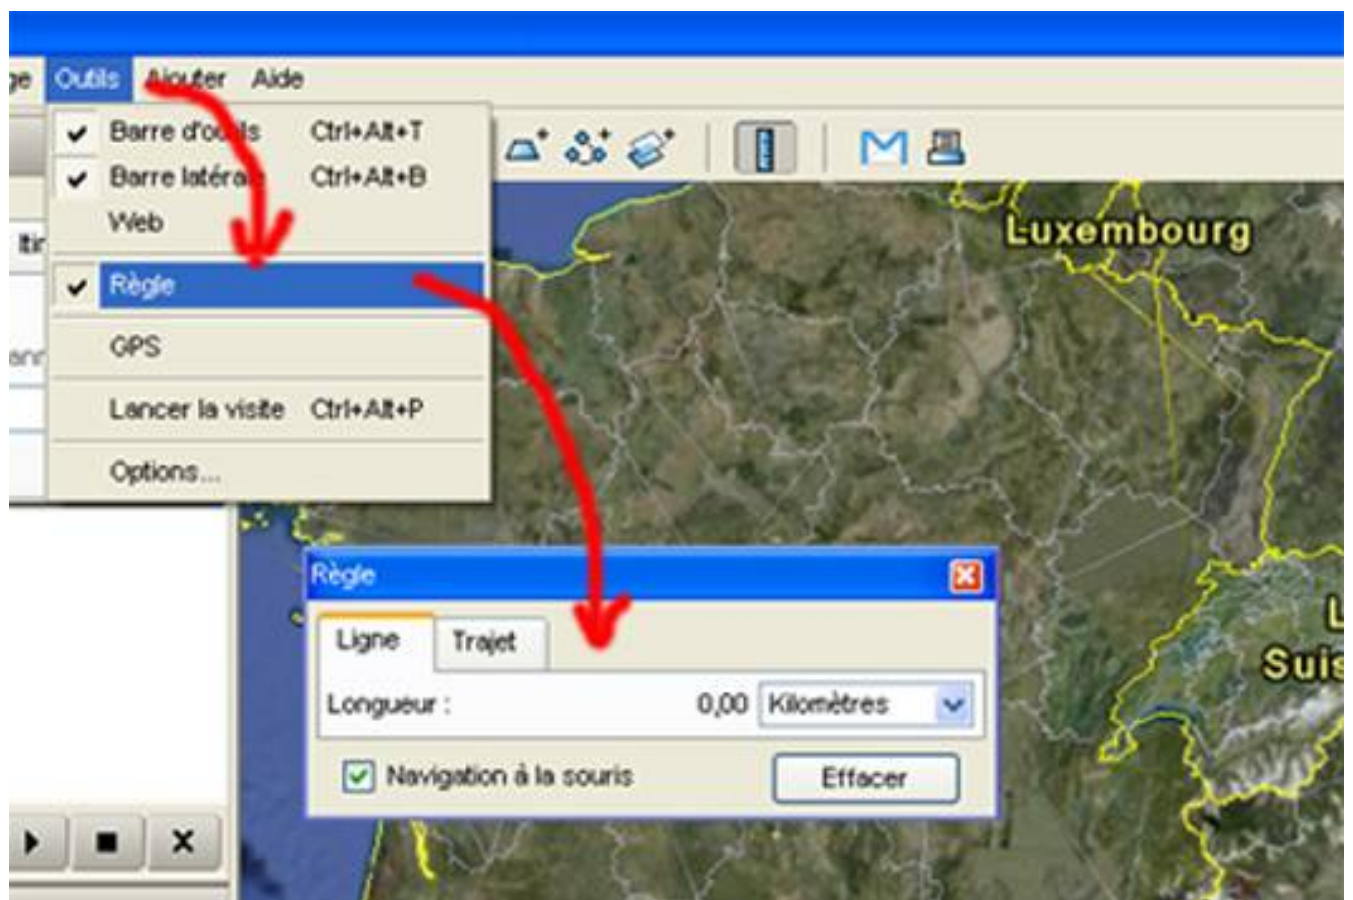 Outils Ajouter Aide
Barre d'outils Ctrl+Alt+T
Barre latérale Ctrl+Alt+B
Web
Règle
GPS
Lancer la visite Ctrl+Alt+P
Options...
Luxembourg
Règle
Ligne Trajet
Longueur : 0,00 Kilomètres
Navigation à la souris Effacer